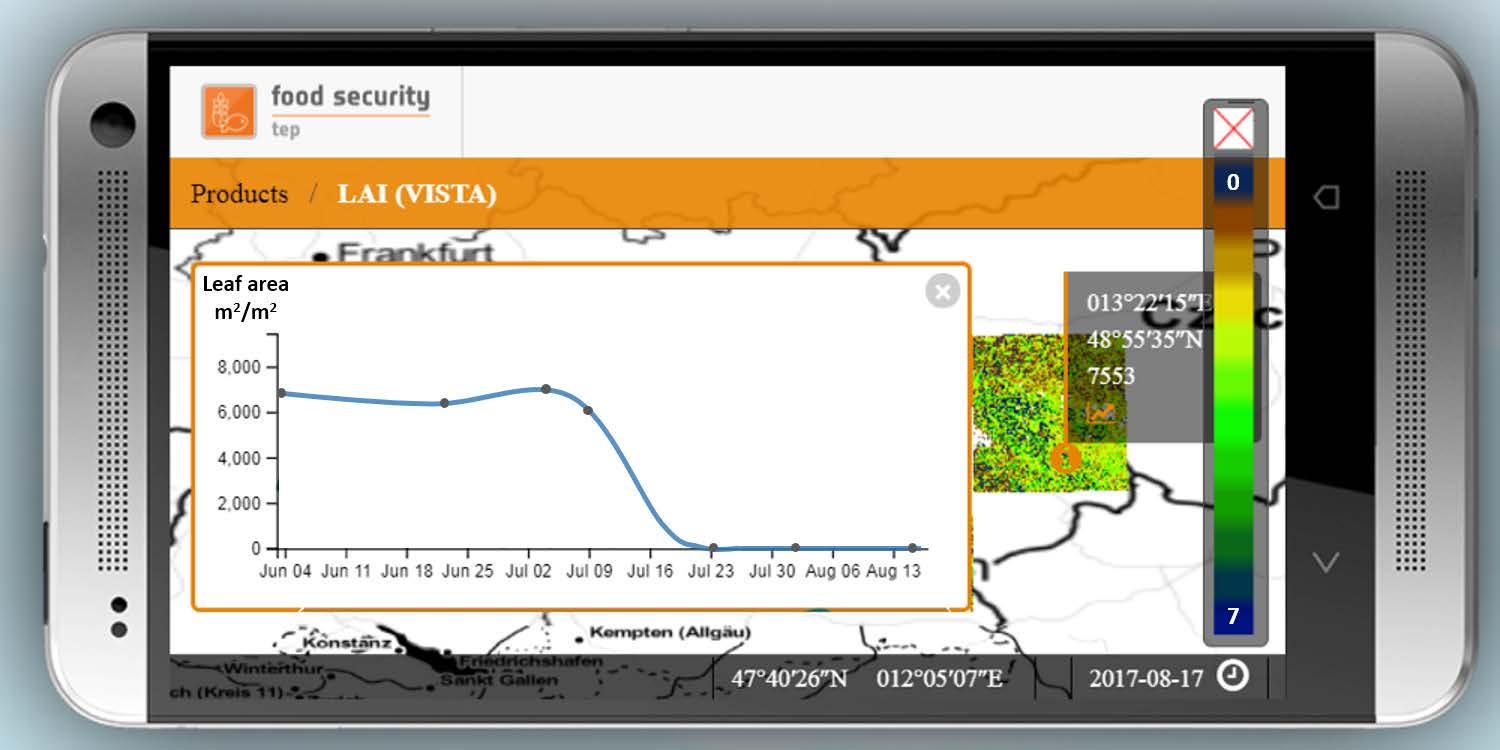 food security
tep
Products / LAI (VISTA)
Frankfurt
Leaf area
m²/m²
8,000
6,000
4,000
2,000
0
Jun 04 Jun 11 Jun 18 Jun 25 Jul 02 Jul 09 Jul 16 Jul 23 Jul 30 Aug 06 Aug 13
013°22'15"E
48°55'35"N
7553
0
7
Konstanz
Kempten (Allgäu)
Winterthur
Friedrichshafen
Sankt Gallen
ch (Kreis 11)
47°40'26"N 012°05'07"E
2017-08-17